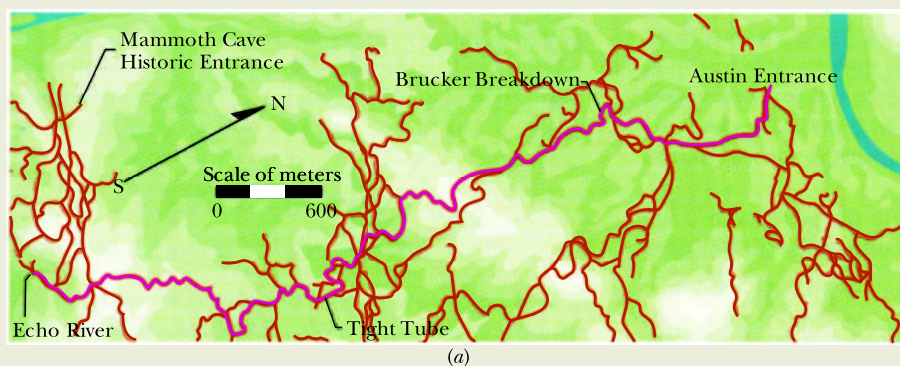 Mammoth Cave
Historic Entrance
Brucker Breakdown
Austin Entrance
N
S
Scale of meters
0 600
Echo River
Tight Tube
(a)